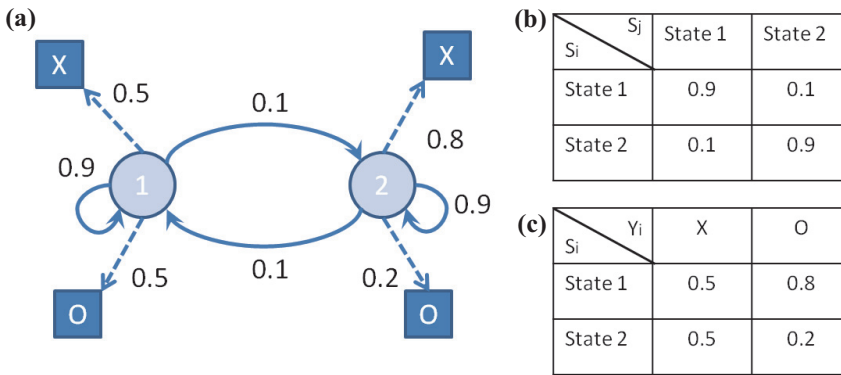 (a)
X
X
0.5
0.1
0.8
0.9
1
2
0.9
0.5
0.1
0.2
O
O
(b)
Sj State 1 State 2
Si
State 1 0.9 0.1
State 2 0.1 0.9
(c)
Yi X O
Si
State 1 0.5 0.8
State 2 0.5 0.2